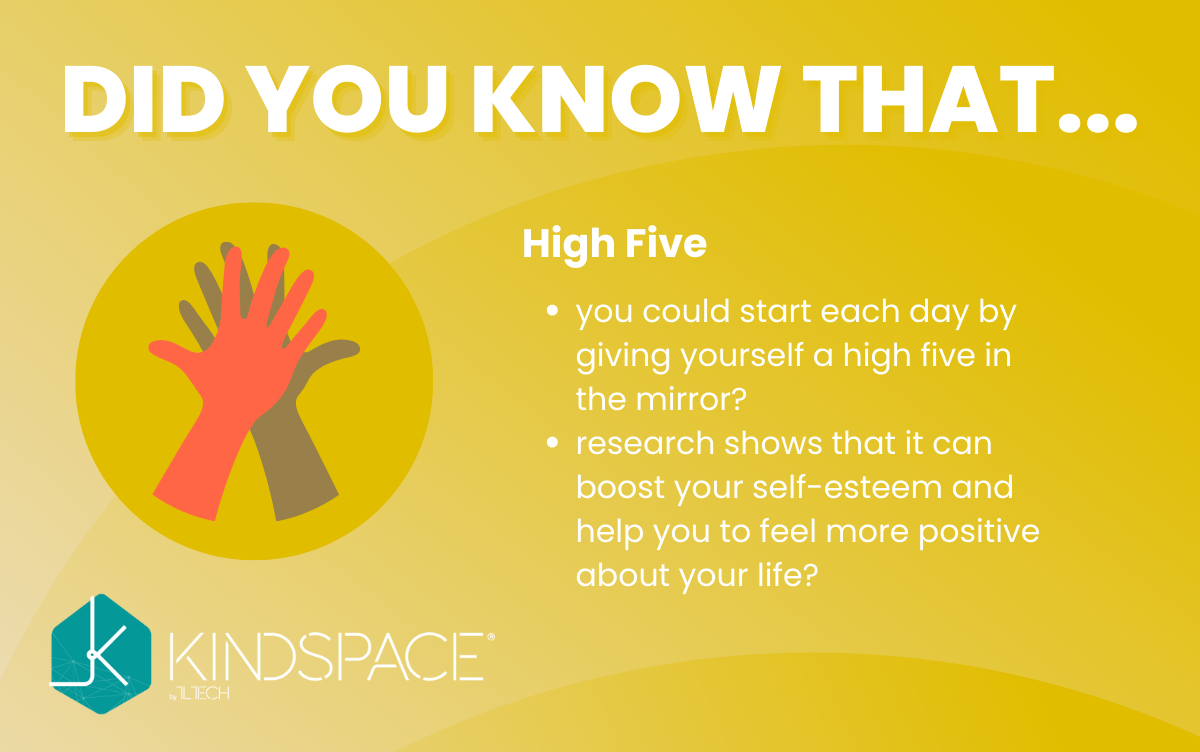 DID YOU KNOW THAT...
High Five
• you could start each day by
giving yourself a high five in
the mirror?
• research shows that it can
boost your self-esteem and
help you to feel more positive
about your life?
KINDSPACE®
by 1LTECH